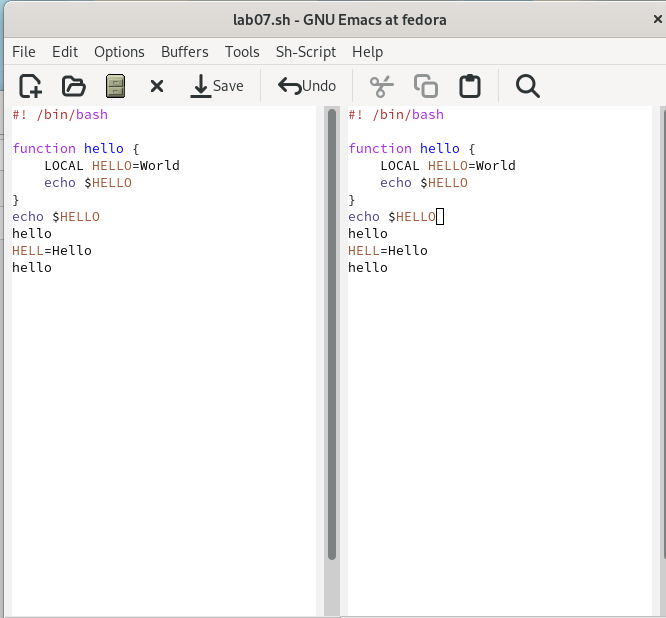 lab07.sh - GNU Emacs at fedora
File Edit Options Buffers Tools Sh-Script Help
Save Undo
#! /bin/bash
function hello {
    LOCAL HELLO=World
    echo $HELLO
}
echo $HELLO
hello
HELL=Hello
hello
#! /bin/bash
function hello {
    LOCAL HELLO=World
    echo $HELLO
}
echo $HELLO
hello
HELL=Hello
hello